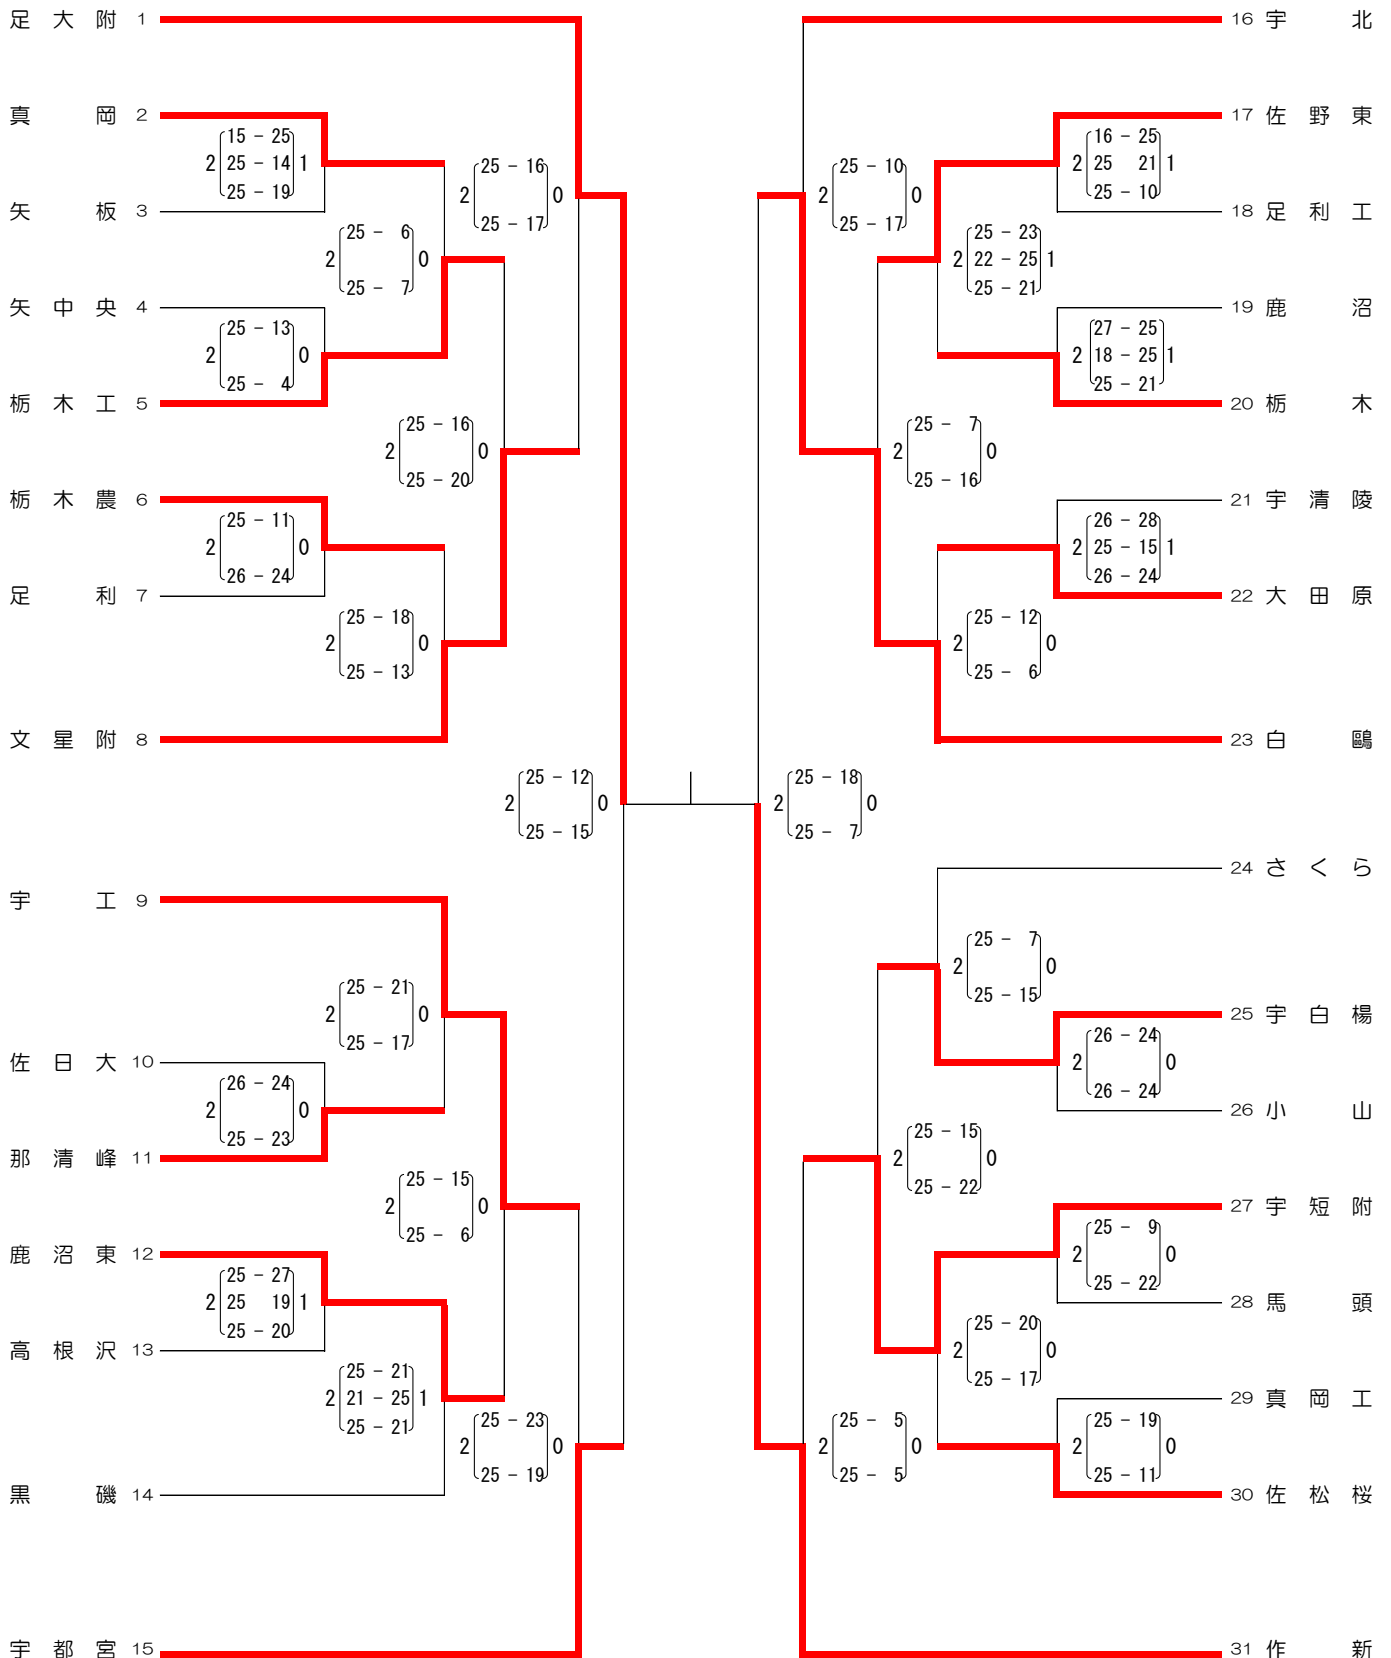 足大附 1
真岡 2
15 - 25
2 25 - 14 1
25 - 19
矢板 3
25 - 16
2 0
25 - 17
25 - 6
2 0
25 - 7
矢中央 4
25 - 13
2 0
25 - 4
栃木工 5
25 - 16
2 0
25 - 20
栃木農 6
25 - 11
2 0
26 - 24
足利 7
25 - 18
2 0
25 - 13
文星附 8
25 - 12
2 0
25 - 15
宇工 9
25 - 21
2 0
25 - 17
佐日大 10
26 - 24
2 0
25 - 23
那清峰 11
25 - 15
2 0
25 - 6
鹿沼東 12
25 - 27
2 25 19 1
25 - 20
高根沢 13
25 - 21
2 21 - 25 1
25 - 21
25 - 23
2 0
25 - 19
黒磯 14
宇都宮 15
16 宇北
17 佐野東
16 - 25
2 25 21 1
25 - 10
18 足利工
25 - 10
2 0
25 - 17
25 - 23
2 22 - 25 1
25 - 21
19 鹿沼
27 - 25
2 18 - 25 1
25 - 21
20 栃木
25 - 7
2 0
25 - 16
21 宇清陵
26 - 28
2 25 - 15 1
26 - 24
22 大田原
25 - 12
2 0
25 - 6
23 白鷗
25 - 18
2 0
25 - 7
24 さくら
25 - 7
2 0
25 - 15
25 宇白楊
26 - 24
2 0
26 - 24
26 小山
25 - 15
2 0
25 - 22
27 宇短附
25 - 9
2 0
25 - 22
28 馬頭
25 - 20
2 0
25 - 17
29 真岡工
25 - 19
2 0
25 - 11
25 - 5
2 0
25 - 5
30 佐松桜
31 作新